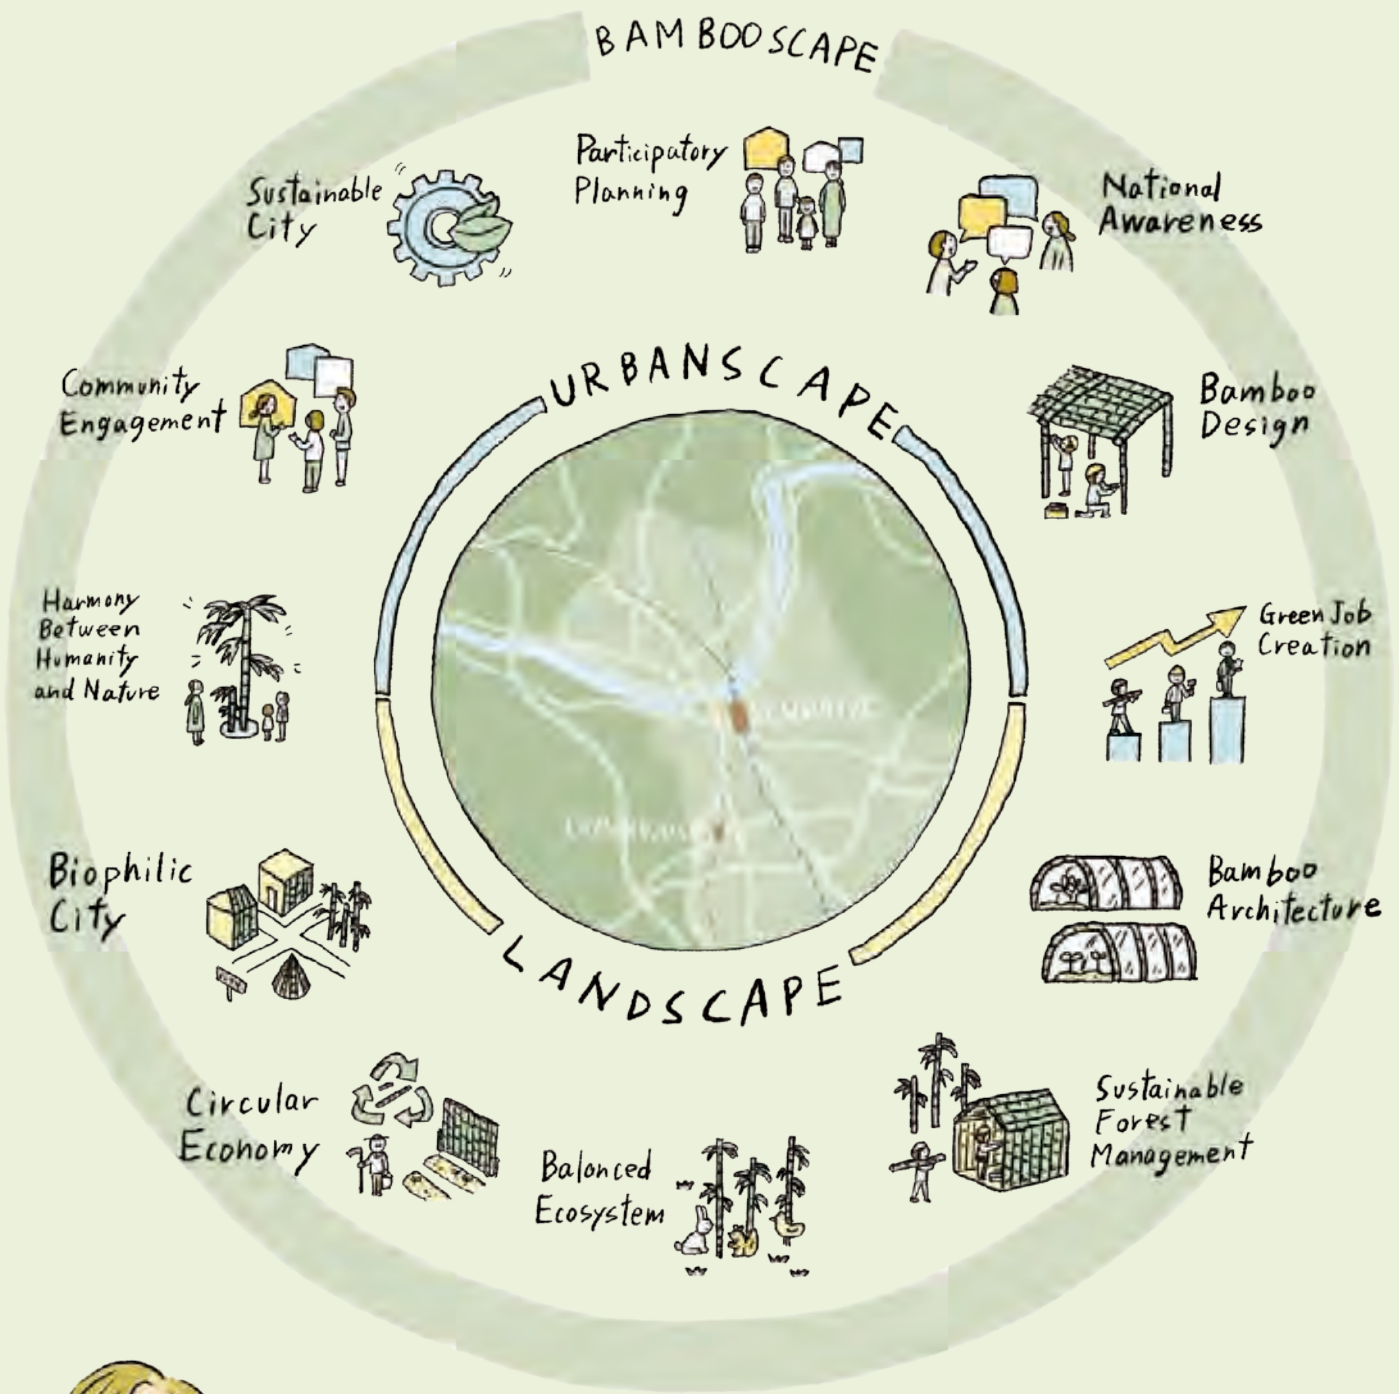 BAMBOOSCAPE
Participatory
Planning
Sustainable
City
National
Awareness
URBANSCAPE
Community
Engagement
Bamboo
Design
Harmony
Between
Humanity
and Nature
Green Job
Creation
Biophilic
City
Bamboo
Architecture
LANDSCAPE
Circular
Economy
Sustainable
Forest
Management
Balanced
Ecosystem